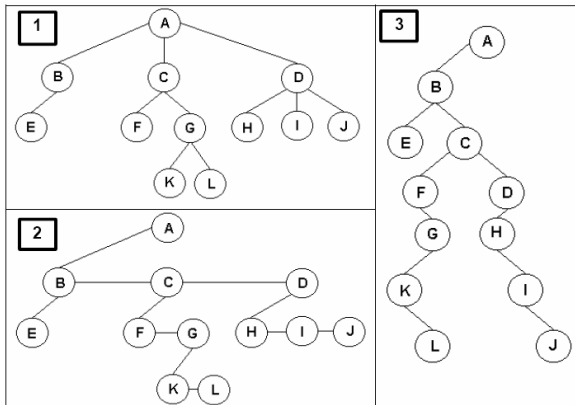 1
A
B C D
E F G H I J
K L
2
A
B C D
E F G H I J
K L
3
A
B
E C
F D
G H
K I
L J